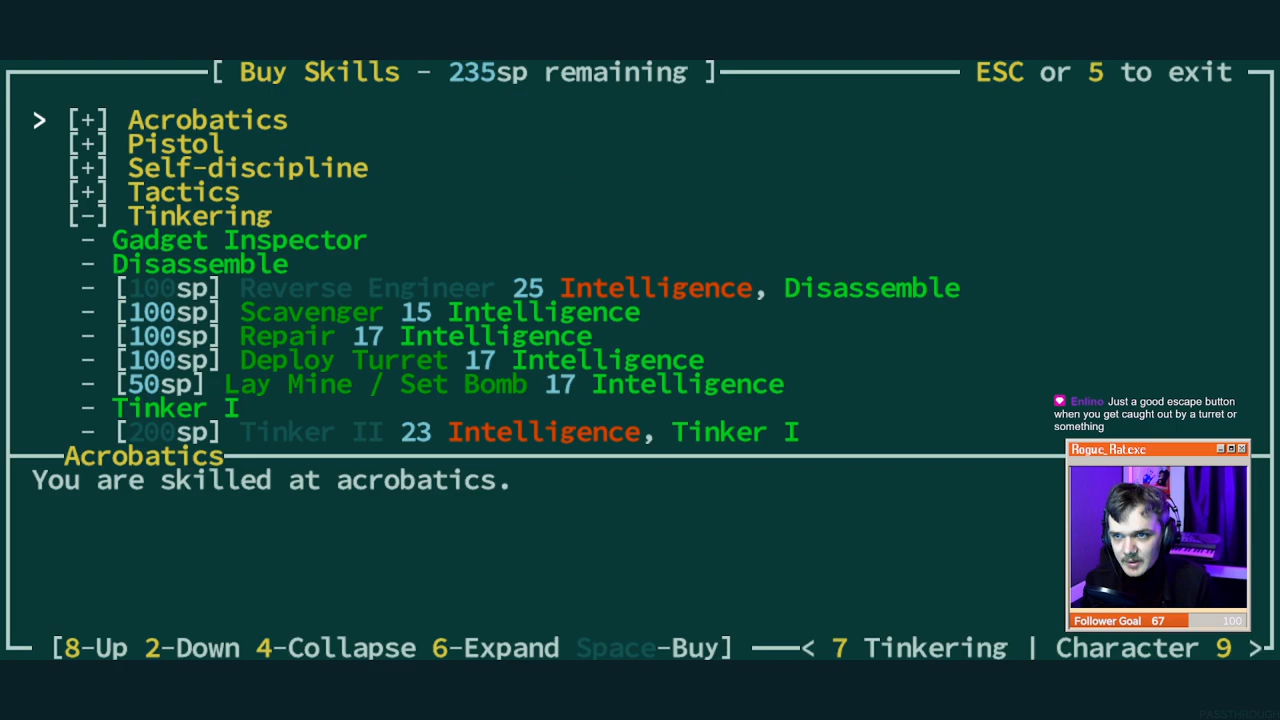 [ Buy Skills - 235sp remaining ] ESC or 5 to exit
> [+] Acrobatics
[+] Pistol
[+] Self-discipline
[+] Tactics
[-] Tinkering
- Gadget Inspector
- Disassemble
- [100sp] Reverse Engineer 25 Intelligence, Disassemble
- [100sp] Scavenger 15 Intelligence
- [100sp] Repair 17 Intelligence
- [100sp] Deploy Turret 17 Intelligence
- [50sp] Lay Mine / Set Bomb 17 Intelligence
- Tinker I
- [200sp] Tinker II 23 Intelligence, Tinker I
Acrobatics
You are skilled at acrobatics.
Enlino Just a good escape button
when you get caught out by a turret or
something
Rogue_Rat.exe
Follower Goal 67 100
[8-Up 2-Down 4-Collapse 6-Expand Space-Buy] < 7 Tinkering | Character 9 >